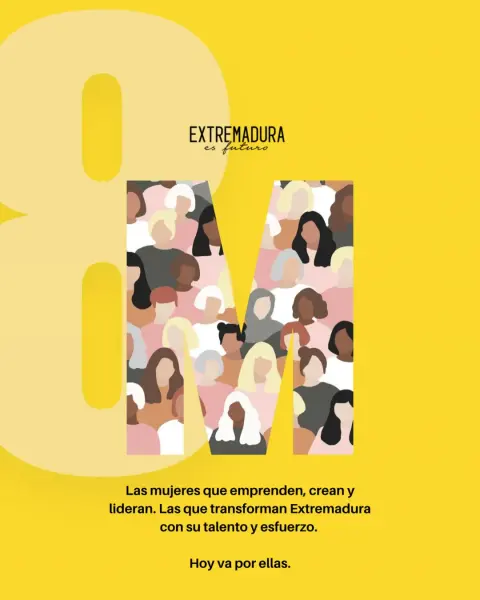 8
EXTREMADURA
es futuro
M
Las mujeres que emprenden, crean y
lideran. Las que transforman Extremadura
con su talento y esfuerzo.
Hoy va por ellas.